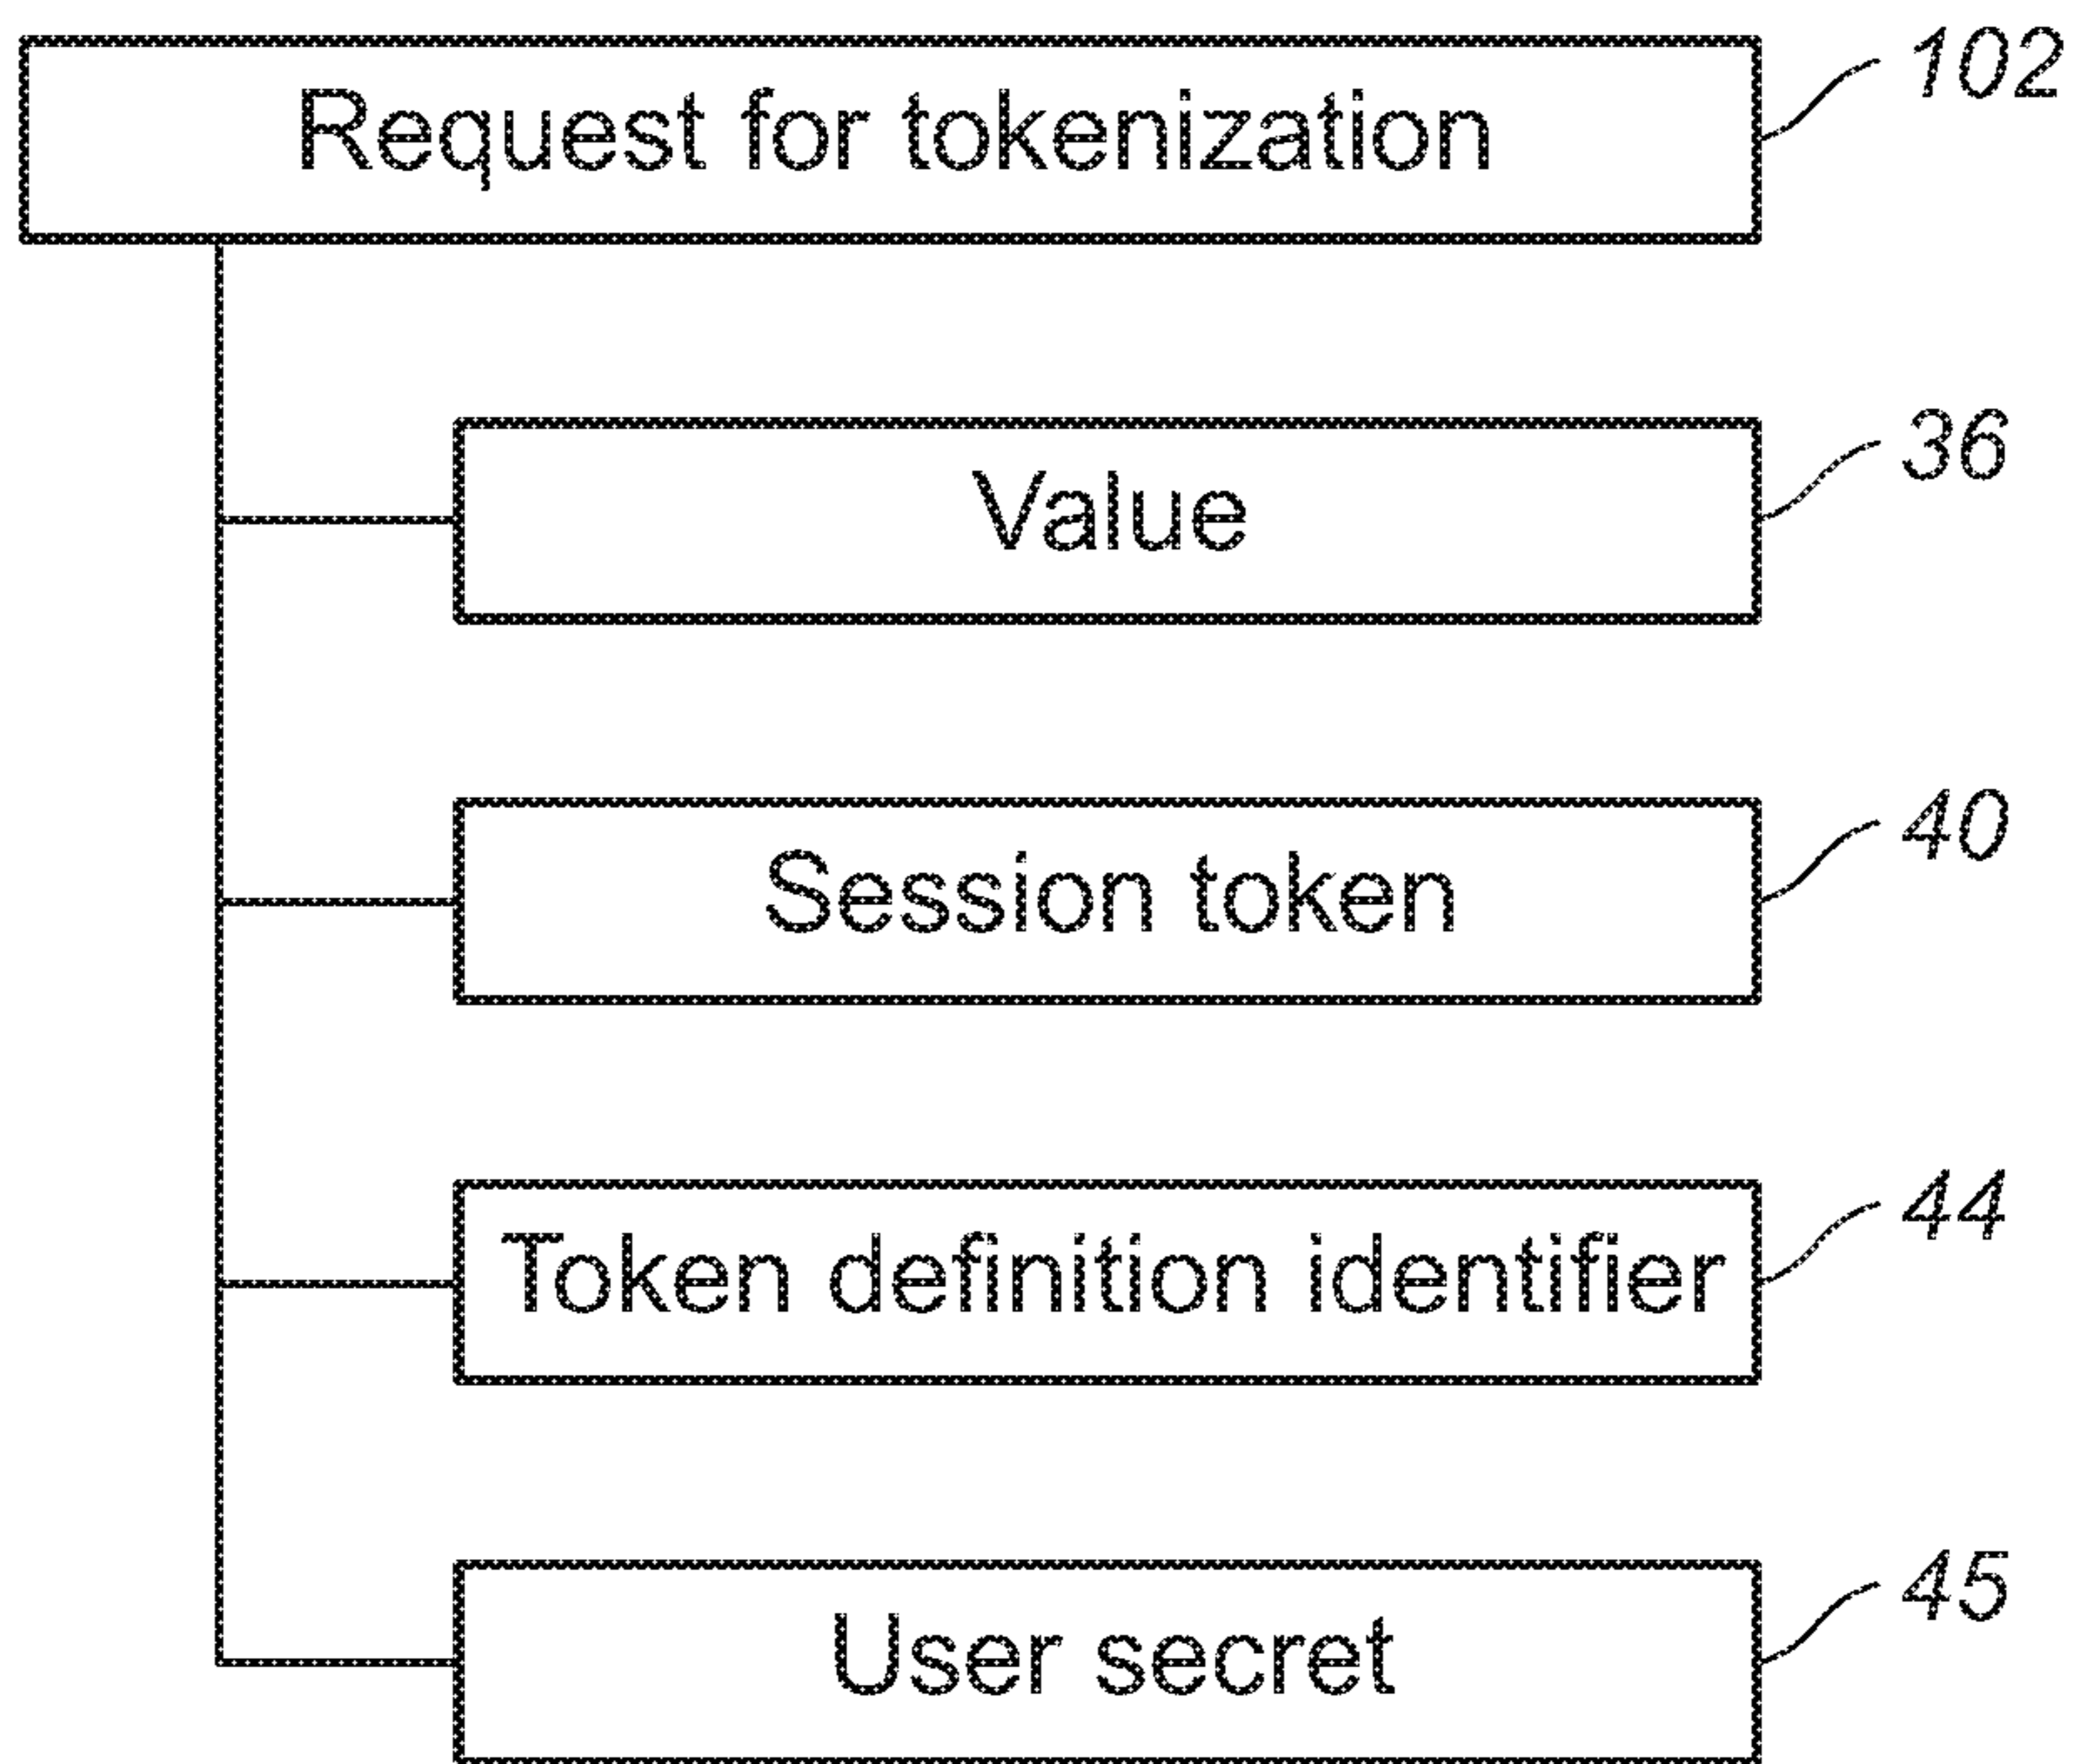 Request for tokenization
102
Value
36
Session token
40
Token definition identifier
44
User secret
45